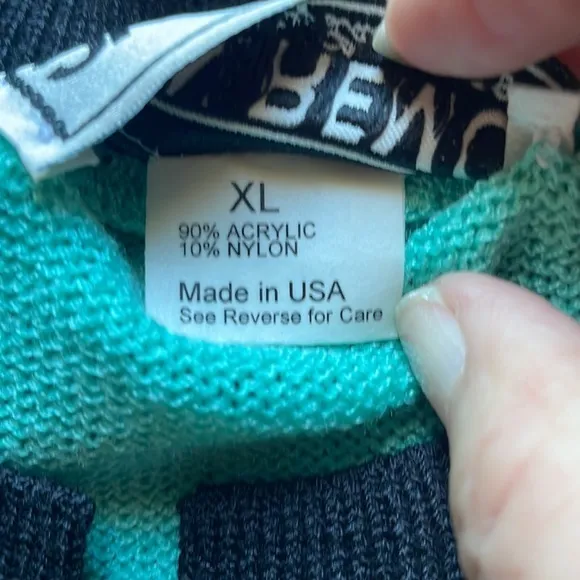 XL
90% ACRYLIC
10% NYLON
Made in USA
See Reverse for Care